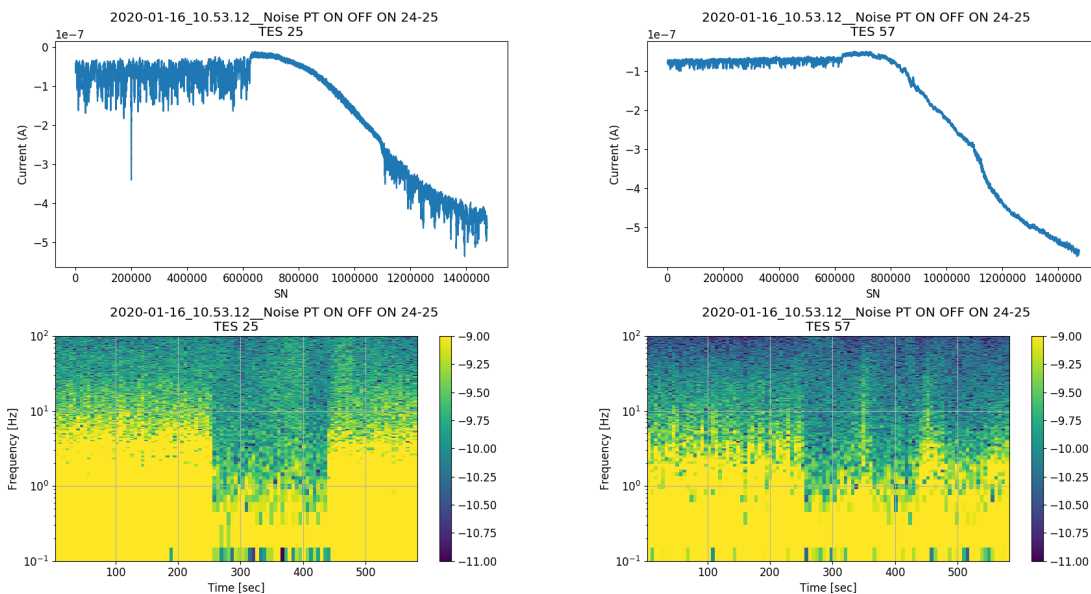 2020-01-16_10.53.12__Noise PT ON OFF ON 24-25
TES 25
1e−7
0
−1
−2
−3
−4
−5
Current (A)
0 200000 400000 600000 800000 1000000 1200000 1400000
SN
2020-01-16_10.53.12__Noise PT ON OFF ON 24-25
TES 57
1e−7
−1
−2
−3
−4
−5
Current (A)
0 200000 400000 600000 800000 1000000 1200000 1400000
SN
2020-01-16_10.53.12__Noise PT ON OFF ON 24-25
TES 25
10²
10¹
10⁰
10⁻¹
Frequency [Hz]
100 200 300 400 500
Time [sec]
−9.00
−9.25
−9.50
−9.75
−10.00
−10.25
−10.50
−10.75
−11.00
2020-01-16_10.53.12__Noise PT ON OFF ON 24-25
TES 57
10²
10¹
10⁰
10⁻¹
Frequency [Hz]
100 200 300 400 500
Time [sec]
−9.00
−9.25
−9.50
−9.75
−10.00
−10.25
−10.50
−10.75
−11.00